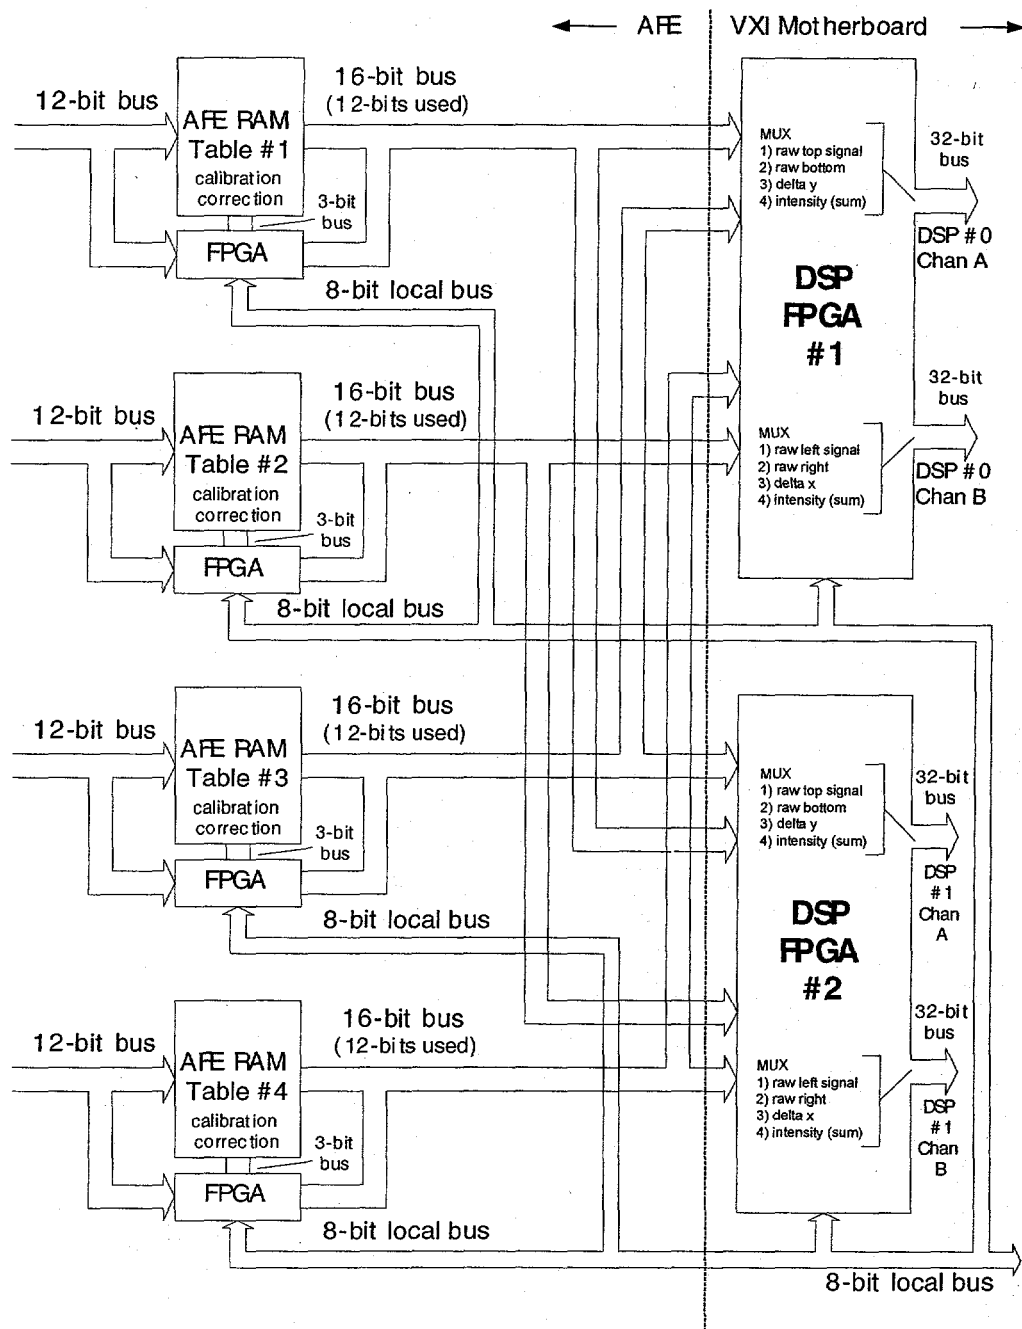 AFE
VXI Motherboard
12-bit bus
AFE RAM
Table #1
calibration
correction
16-bit bus
(12-bits used)
3-bit
bus
FPGA
8-bit local bus
MUX
1) raw top signal
2) raw bottom
3) delta y
4) intensity (sum)
32-bit
bus
DSP #0
Chan A
DSP
FPGA
#1
12-bit bus
AFE RAM
Table #2
calibration
correction
16-bit bus
(12-bits used)
3-bit
bus
FPGA
8-bit local bus
MUX
1) raw left signal
2) raw right
3) delta x
4) intensity (sum)
32-bit
bus
DSP #0
Chan B
12-bit bus
AFE RAM
Table #3
calibration
correction
16-bit bus
(12-bits used)
3-bit
bus
FPGA
8-bit local bus
MUX
1) raw top signal
2) raw bottom
3) delta y
4) intensity (sum)
32-bit
bus
DSP
#1
Chan
A
DSP
FPGA
#2
12-bit bus
AFE RAM
Table #4
calibration
correction
16-bit bus
(12-bits used)
3-bit
bus
FPGA
8-bit local bus
MUX
1) raw left signal
2) raw right
3) delta x
4) intensity (sum)
32-bit
bus
DSP
#1
Chan
B
8-bit local bus